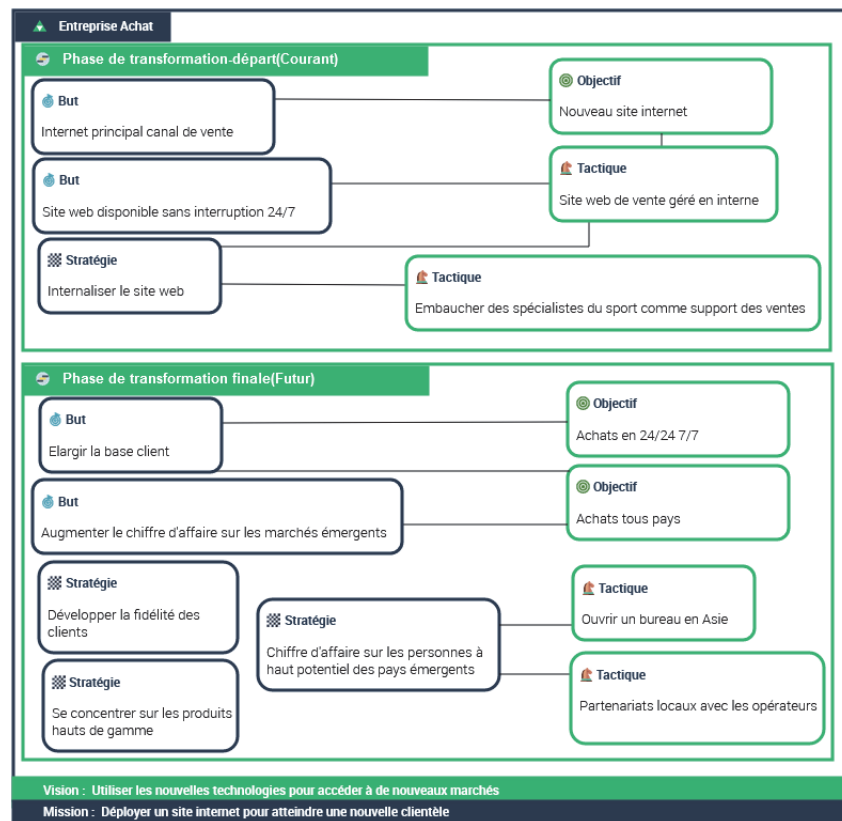 Entreprise Achat
Phase de transformation-départ(Courant)
But
Internet principal canal de vente
Objectif
Nouveau site internet
But
Site web disponible sans interruption 24/7
Tactique
Site web de vente géré en interne
Stratégie
Internaliser le site web
Tactique
Embaucher des spécialistes du sport comme support des ventes
Phase de transformation finale(Futur)
But
Elargir la base client
Objectif
Achats en 24/24 7/7
But
Augmenter le chiffre d'affaire sur les marchés émergents
Objectif
Achats tous pays
Stratégie
Développer la fidélité des
clients
Stratégie
Chiffre d'affaire sur les personnes à
haut potentiel des pays émergents
Tactique
Ouvrir un bureau en Asie
Stratégie
Se concentrer sur les produits
hauts de gamme
Tactique
Partenariats locaux avec les opérateurs
Vision : Utiliser les nouvelles technologies pour accéder à de nouveaux marchés
Mission : Déployer un site internet pour atteindre une nouvelle clientèle